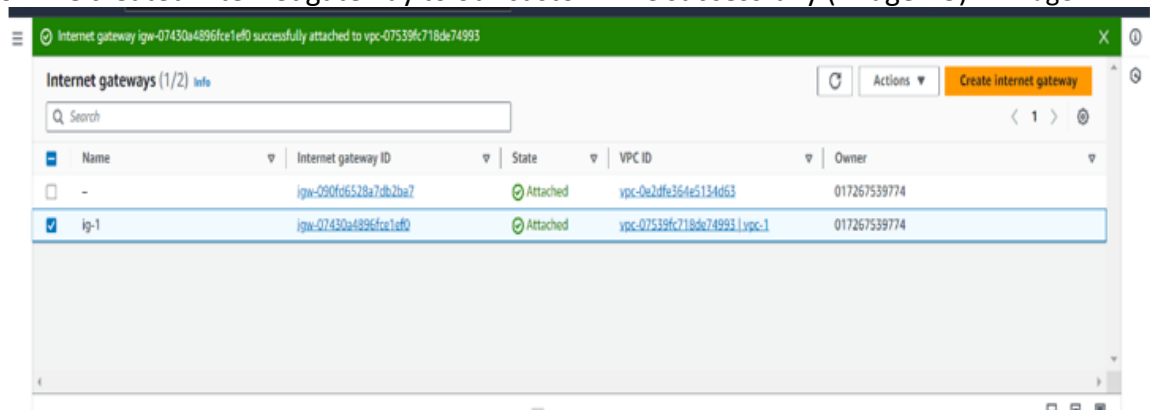 Internet gateway igw-07430a4896fce1ef0 successfully attached to vpc-07539fc718de74993 X
Internet gateways (1/2) Info
Actions Create internet gateway
Search
1
Name Internet gateway ID State VPC ID Owner
- igw-090fd6528a7db2ba7 Attached vpc-0e2dfe364e5134d63 017267539774
ig-1 igw-07430a4896fce1ef0 Attached vpc-07539fc718de74993 | vpc-1 017267539774